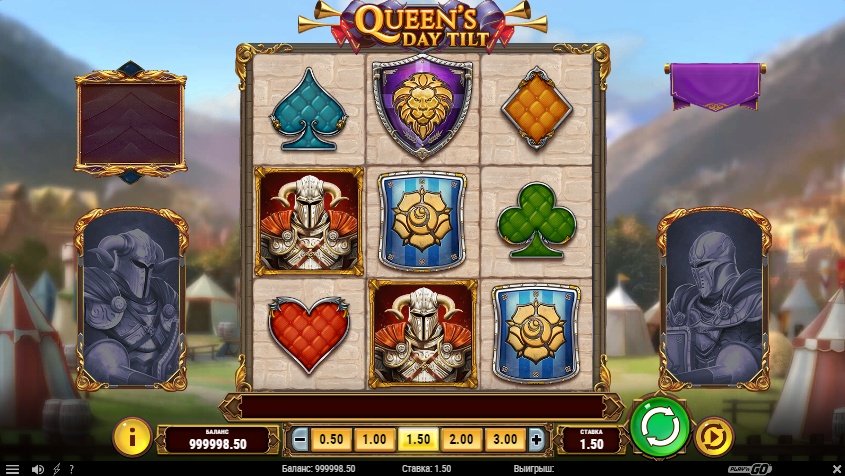 QUEEN'S
DAY TILT
БАЛАНС
999998.50
0.50 1.00 1.50 2.00 3.00
СТАВКА
1.50
Баланс: 999998.50 Ставка: 1.50 Выигрыш:
PLAY'N GO